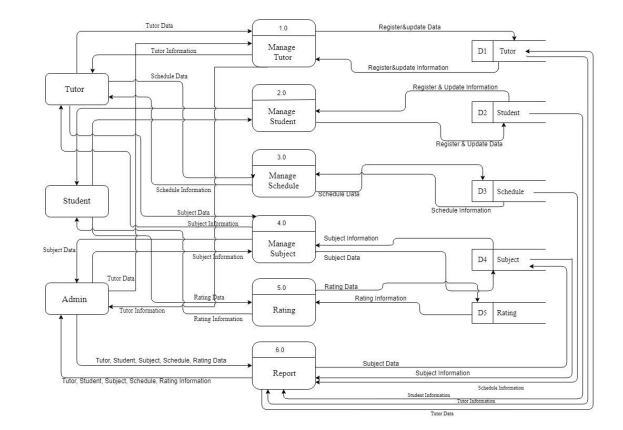 Tutor Data
1.0
Register&update Data
Manage
Tutor
D1 Tutor
Tutor Information
Register&update Information
Schedule Data
Tutor
2.0
Register & Update Information
Manage
Student
D2 Student
Register & Update Data
3.0
Manage
Schedule
Schedule Information
Schedule Data
D3 Schedule
Student
Schedule Information
Subject Data
4.0
Subject Information
Manage
Subject
Subject Information
Subject Data
Subject Information
Subject Data
D4 Subject
Tutor Data
5.0
Rating Data
Admin
Rating Data
Rating
Rating Information
D5 Rating
Tutor Information
Rating Information
6.0
Report
Tutor, Student, Subject, Schedule, Rating Data
Subject Data
Subject Information
Tutor, Student, Subject, Schedule, Rating Information
Schedule Information
Student Information
Tutor Information
Tutor Data